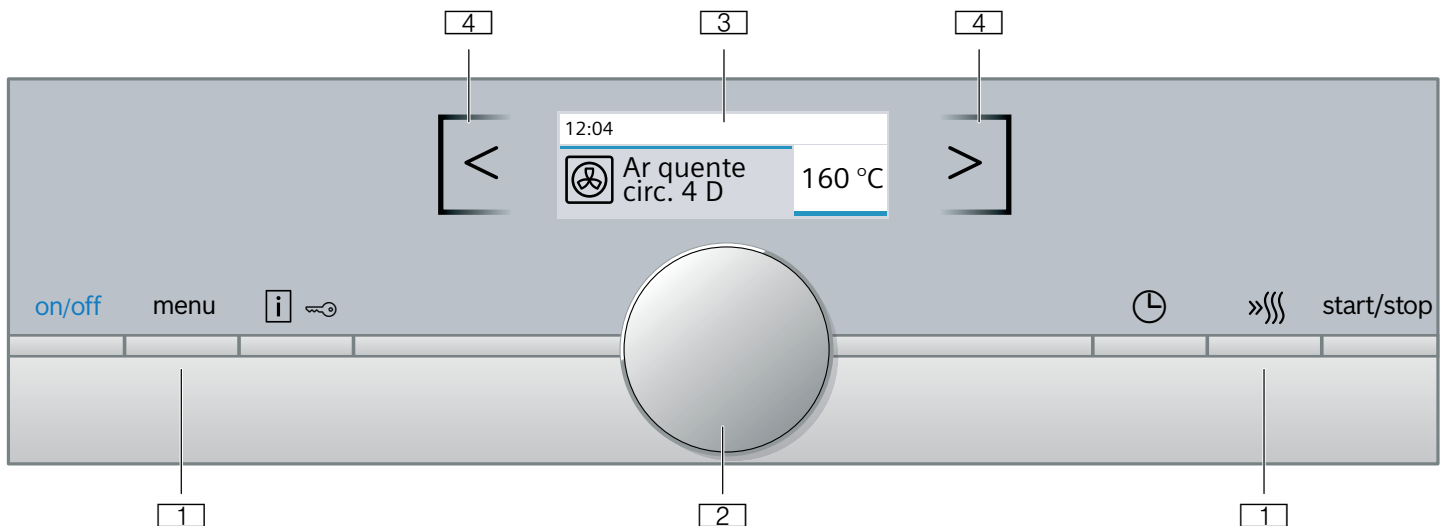 4 3 4
12:04
< Ar quente >
circ. 4 D
160 °C
on/off menu i start/stop
1 2 1